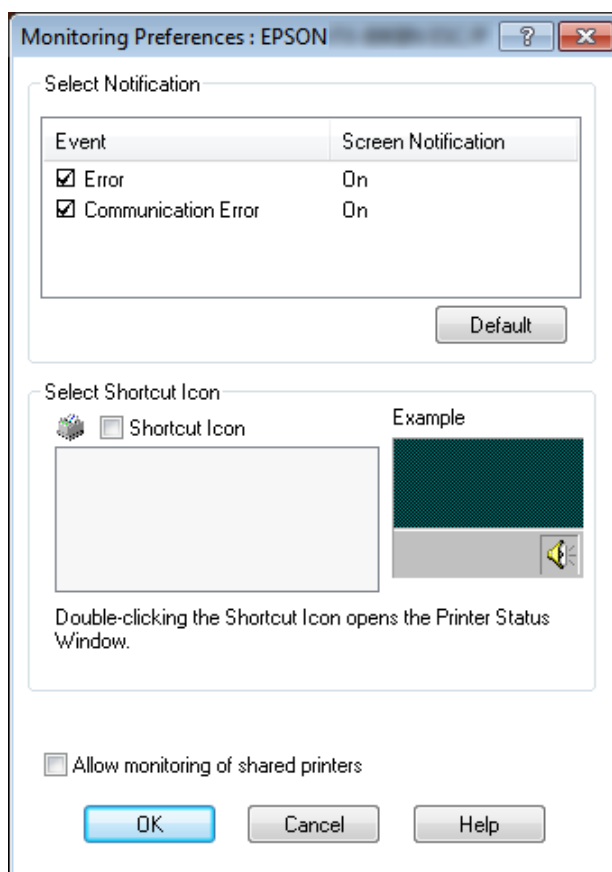 Monitoring Preferences : EPSON
Select Notification
Event Screen Notification
Error On
Communication Error On
Default
Select Shortcut Icon
Shortcut Icon
Example
Double-clicking the Shortcut Icon opens the Printer Status
Window.
Allow monitoring of shared printers
OK Cancel Help